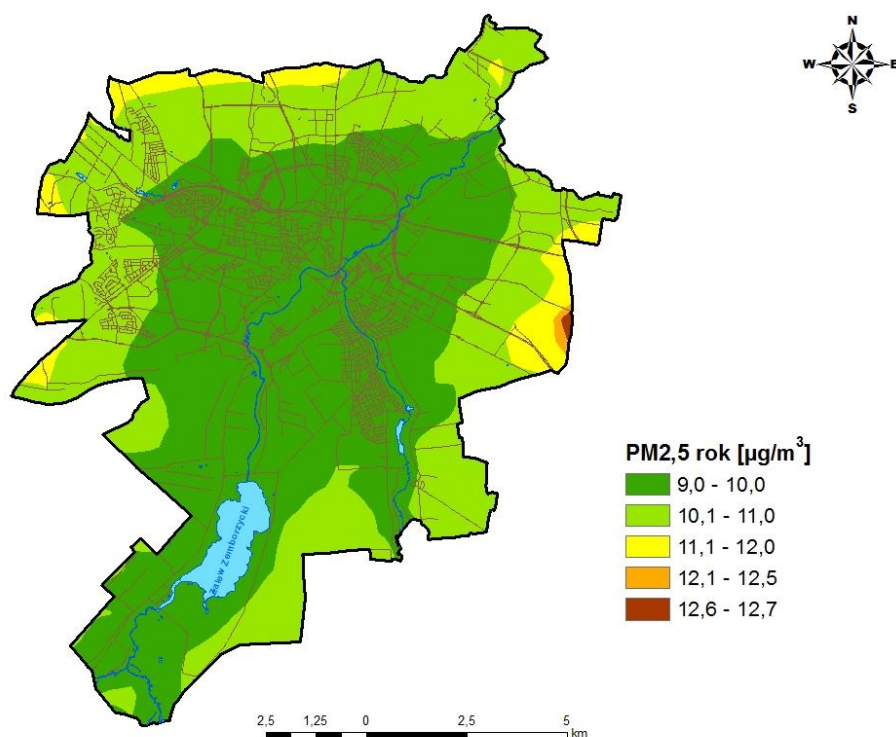 N
W E
S
Zalew Zemborzycki
PM2,5 rok [µg/m³]
9,0 - 10,0
10,1 - 11,0
11,1 - 12,0
12,1 - 12,5
12,6 - 12,7
2,5 1,25 0 2,5 5
km